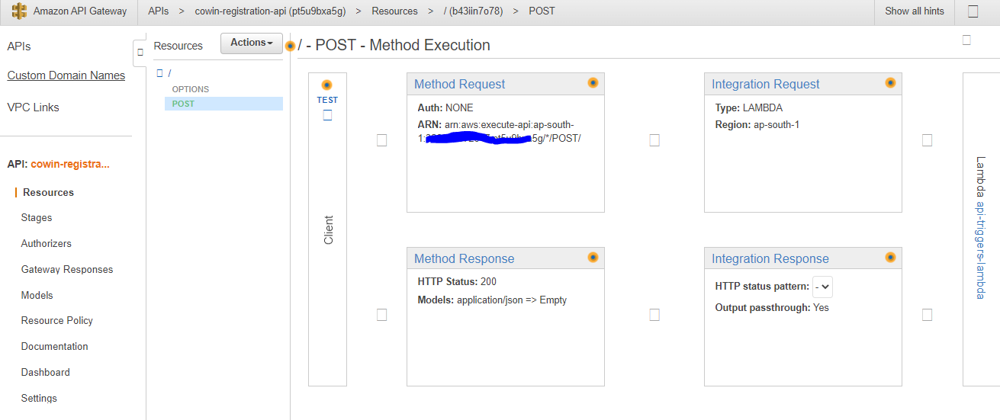 Amazon API Gateway APIs > cowin-registration-api (pt5u9bxa5g) > Resources > / (b43iin7o78) > POST Show all hints
APIs
Custom Domain Names
VPC Links
API: cowin-registra...
Resources
Stages
Authorizers
Gateway Responses
Models
Resource Policy
Documentation
Dashboard
Settings
Resources Actions
/
OPTIONS
POST
/ - POST - Method Execution
TEST
Client
Method Request
Auth: NONE
ARN: arn:aws:execute-api:ap-south-
1: 5g/*/POST/
Integration Request
Type: LAMBDA
Region: ap-south-1
Method Response
HTTP Status: 200
Models: application/json => Empty
Integration Response
HTTP status pattern: -
Output passthrough: Yes
Lambda api-triggers-lambda